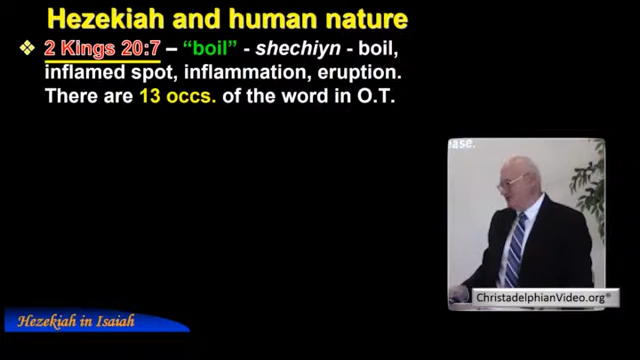 Hezekiah and human nature
❖ 2 Kings 20:7 – “boil” - shechiyn - boil,
inflamed spot, inflammation, eruption.
There are 13 occs. of the word in O.T.
ease.
ChristadelphianVideo.org®
Hezekiah in Isaiah